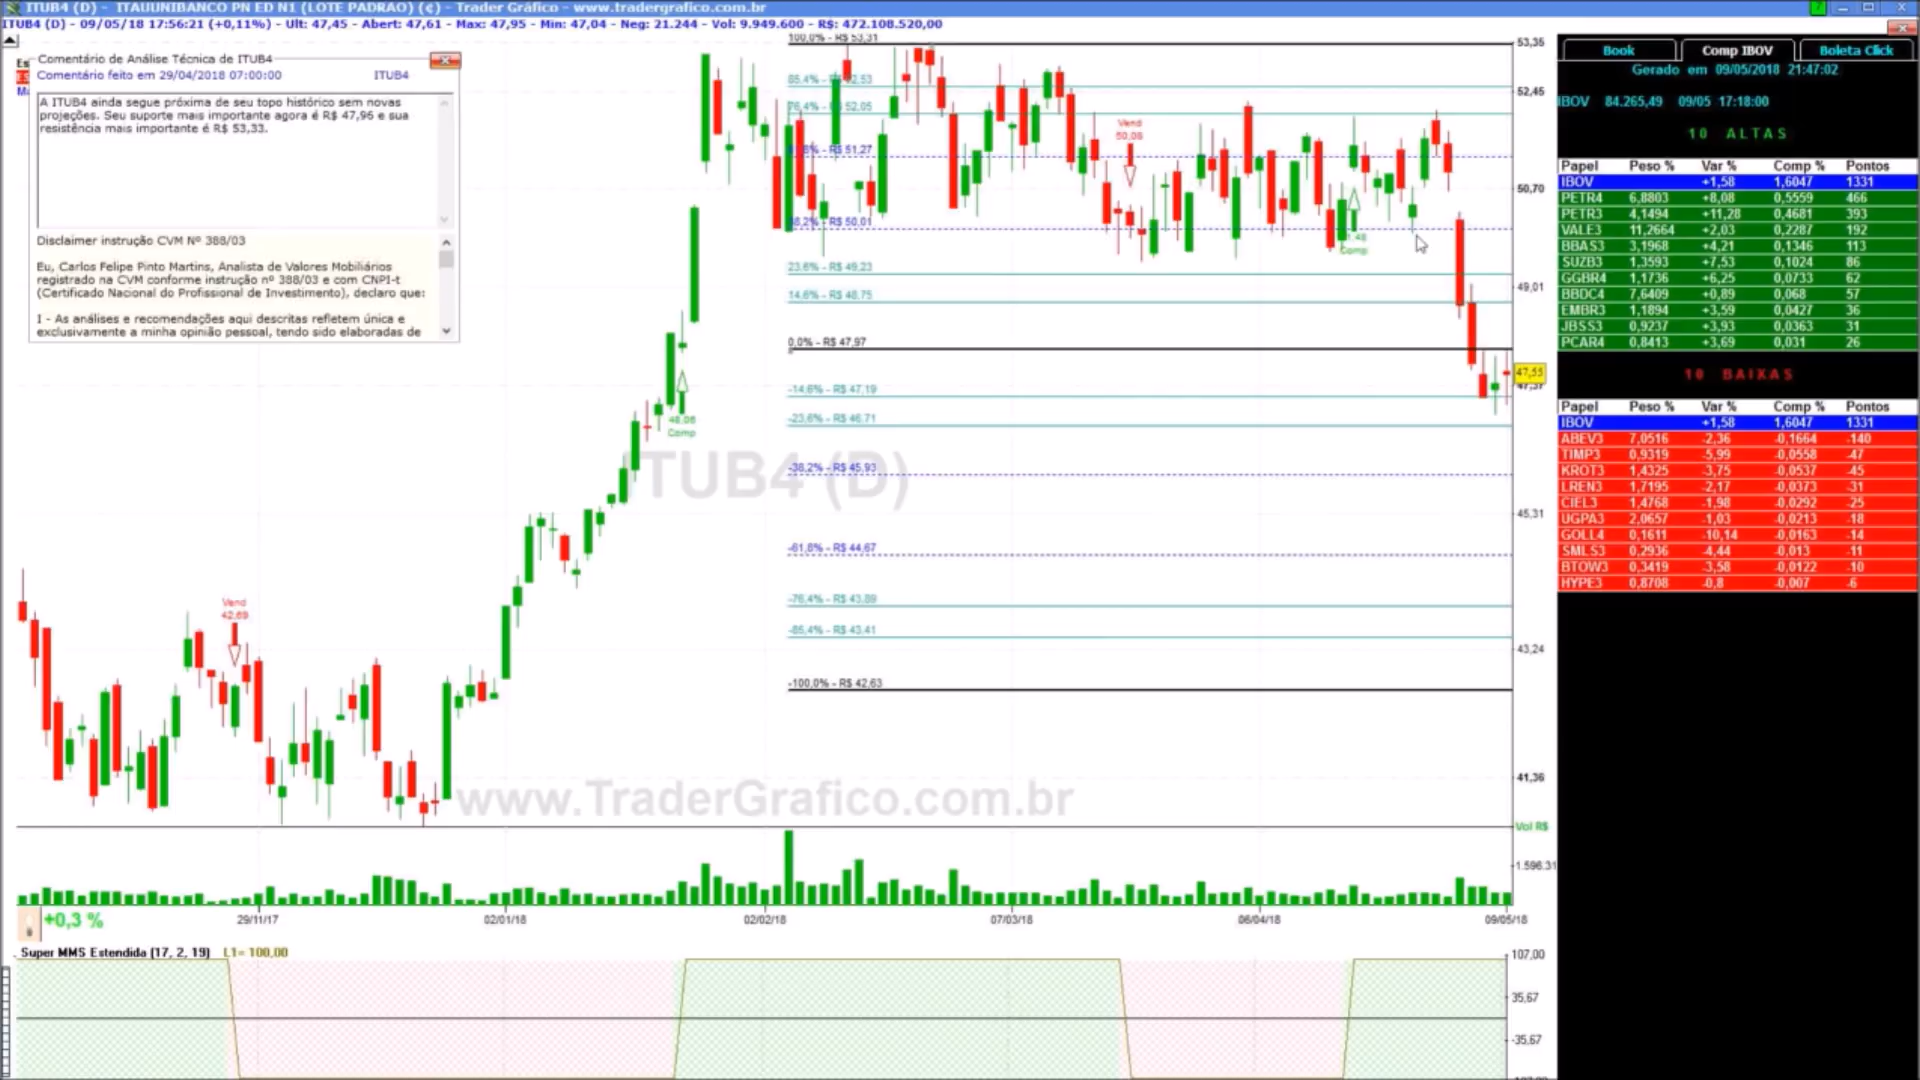 ITUB4 (D) - ITAUUNIBANCO PN ED N1 (LOTE PADRAO) (¢) - Trader Gráfico - www.tradergrafico.com.br
ITUB4 (D) - 09/05/18 17:56:21 (+0,11%) - Ult: 47,45 - Abert: 47,61 - Max: 47,95 - Min: 47,04 - Neg: 21.244 - Vol: 9.949.600 - R$: 472.108.520,00
Comentário de Análise Técnica de ITUB4
Comentário feito em 29/04/2018 07:00:00 ITUB4
A ITUB4 ainda segue próxima de seu topo histórico sem novas
projeções. Seu suporte mais importante agora é R$ 47,96 e sua
resistência mais importante é R$ 53,33.
Disclaimer instrução CVM Nº 388/03
Eu, Carlos Felipe Pinto Martins, Analista de Valores Mobiliários
registrado na CVM conforme instrução nº 388/03 e com CNPI-t
(Certificado Nacional do Profissional de Investimento), declaro que:
I - As análises e recomendações aqui descritas refletem única e
exclusivamente a minha opinião pessoal, tendo sido elaboradas de
100,0% - R$ 53,31
85,4% - R$ 52,53
76,4% - R$ 52,05
R$ 51,27
38,2% - R$ 50,01
23,6% - R$ 49,23
14,6% - R$ 48,75
0,0% - R$ 47,97
-14,6% - R$ 47,19
-23,6% - R$ 46,71
-38,2% - R$ 45,93
-61,8% - R$ 44,67
-76,4% - R$ 43,89
-85,4% - R$ 43,41
-100,0% - R$ 42,63
Vend
42,69
48,06
Comp
Vend
50,06
Comp
ITUB4 (D)
www.TraderGrafico.com.br
53,35
52,45
50,70
49,01
47,55
45,31
43,24
41,36
Vol R$
1.596.31
+0,3 %
29/11/17 02/01/18 02/02/18 07/03/18 06/04/18 09/05/18
Super MMS Estendida (17, 2, 19) L1= 100,00
107,00
35,67
-35,67
Book Comp IBOV Boleta Click
Gerado em 09/05/2018 21:47:02
IBOV 84.265,49 09/05 17:18:00
10 ALTAS
Papel Peso % Var % Comp % Pontos
IBOV +1,58 1,6047 1331
PETR4 6,8803 +8,08 0,5559 466
PETR3 4,1494 +11,28 0,4681 393
VALE3 11,2664 +2,03 0,2287 192
BBAS3 3,1968 +4,21 0,1346 113
SUZB3 1,3593 +7,53 0,1024 86
GGBR4 1,1736 +6,25 0,0733 62
BBDC4 7,6409 +0,89 0,068 57
EMBR3 1,1894 +3,59 0,0427 36
JBSS3 0,9237 +3,93 0,0363 31
PCAR4 0,8413 +3,69 0,031 26
10 BAIXAS
Papel Peso % Var % Comp % Pontos
IBOV +1,58 1,6047 1331
ABEV3 7,0516 -2,36 -0,1664 -140
TIMP3 0,9319 -5,99 -0,0558 -47
KROT3 1,4325 -3,75 -0,0537 -45
LREN3 1,7195 -2,17 -0,0373 -31
CIEL3 1,4768 -1,98 -0,0292 -25
UGPA3 2,0657 -1,03 -0,0213 -18
GOLL4 0,1611 -10,14 -0,0163 -14
SMLS3 0,2936 -4,44 -0,013 -11
BTOW3 0,3419 -3,58 -0,0122 -10
HYPE3 0,8708 -0,8 -0,007 -6